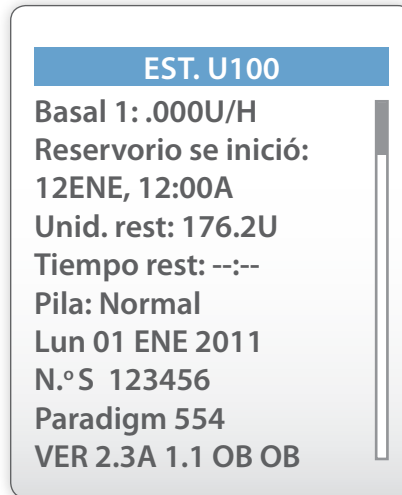 EST. U100
Basal 1: .000U/H
Reservorio se inició:
12ENE, 12:00A
Unid. rest: 176.2U
Tiempo rest: --:--
Pila: Normal
Lun 01 ENE 2011
N.º S 123456
Paradigm 554
VER 2.3A 1.1 OB OB